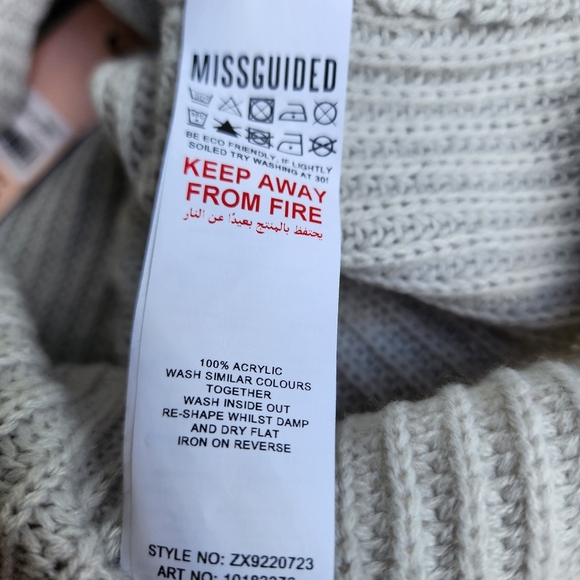 MISSGUIDED
BE ECO FRIENDLY, IF LIGHTLY
SOILED TRY WASHING AT 30!
KEEP AWAY
FROM FIRE
يحتفظ بالمنتج بعيدًا عن النار
100% ACRYLIC
WASH SIMILAR COLOURS
TOGETHER
WASH INSIDE OUT
RE-SHAPE WHILST DAMP
AND DRY FLAT
IRON ON REVERSE
STYLE NO: ZX9220723
ART NO: